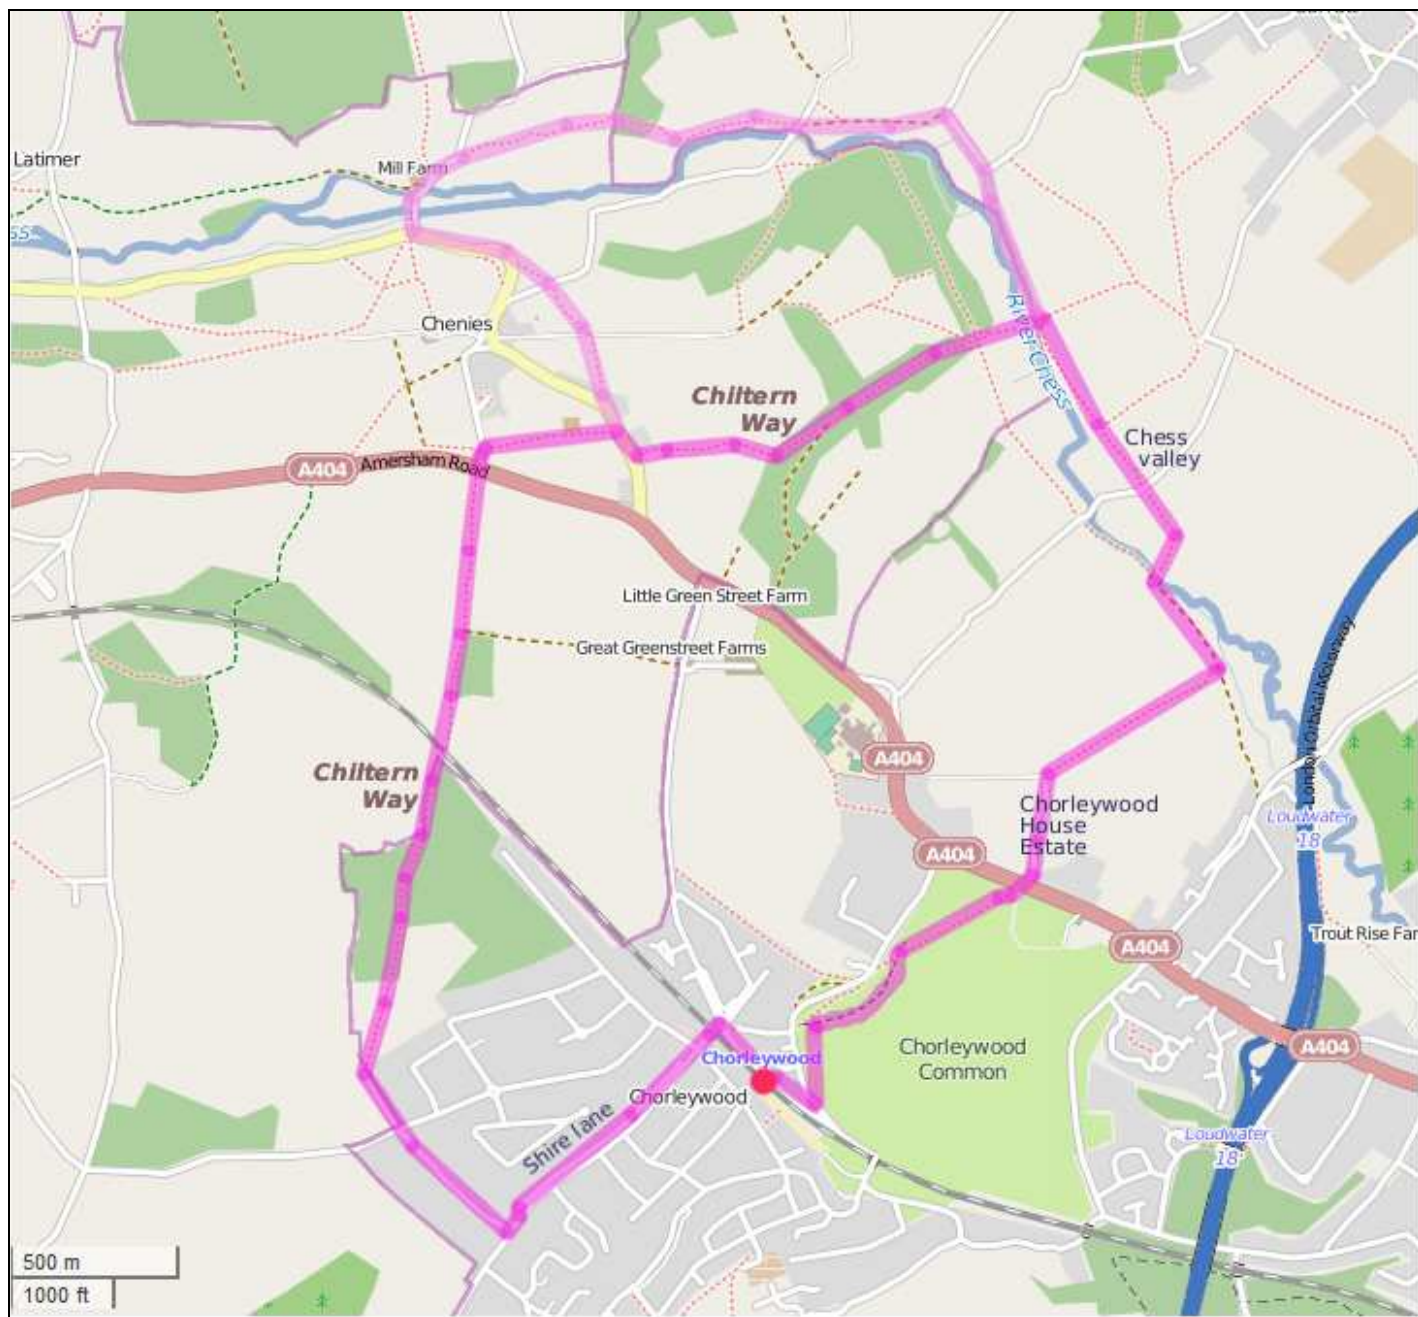 Latimer
Mill Farm
Chenies
River Chess
Chiltern
Way
Chess
valley
A404
Amersham Road
Little Green Street Farm
Great Greenstreet Farms
London Orbital Motorway
A404
Chiltern
Way
Chorleywood
House
Estate
Loudwater
18
A404
A404
Trout Rise Far
Chorleywood
Common
A404
Chorleywood
Chorleywood
Shire lane
Loudwater
18
500 m
1000 ft